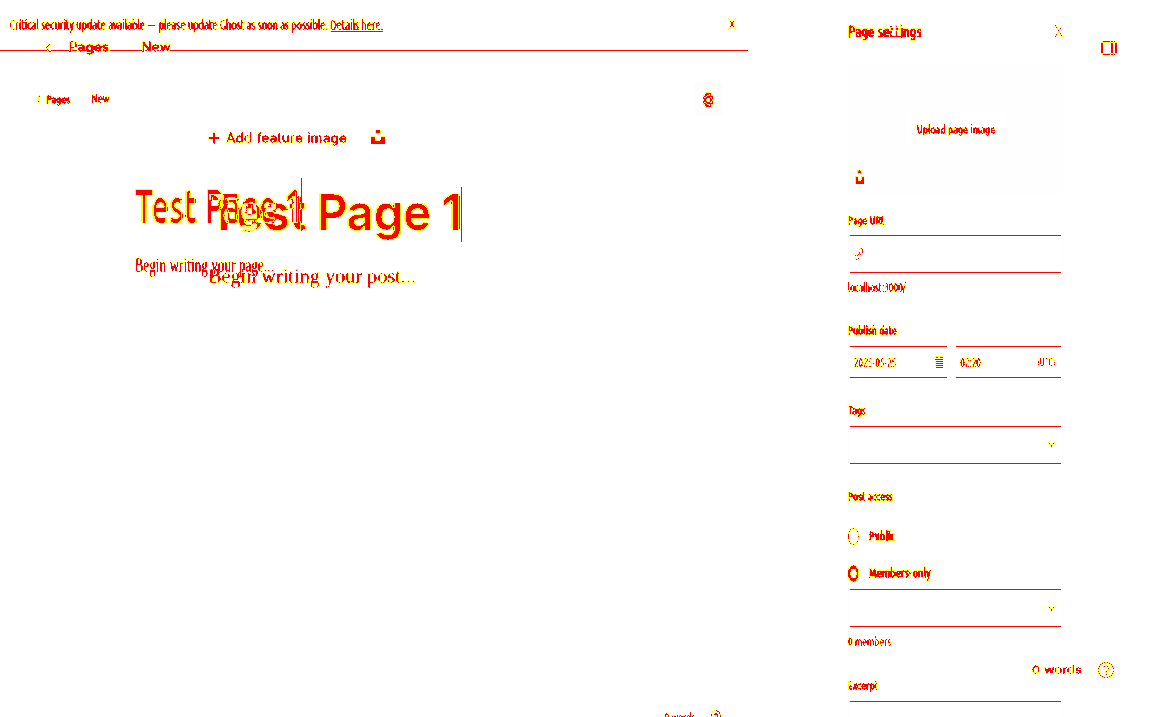 Critical security update available – please update Ghost as soon as possible. Details here.
Pages New
Pages New
+ Add feature image
Test Page 1
Test Page 1
Begin writing your page...
Begin writing your post...
0 words
Page settings
Upload page image
Page URL
localhost:3000/
Publish date
02:20 (UTC)
Tags
Post access
Public
Members-only
0 members
0 words
Excerpt